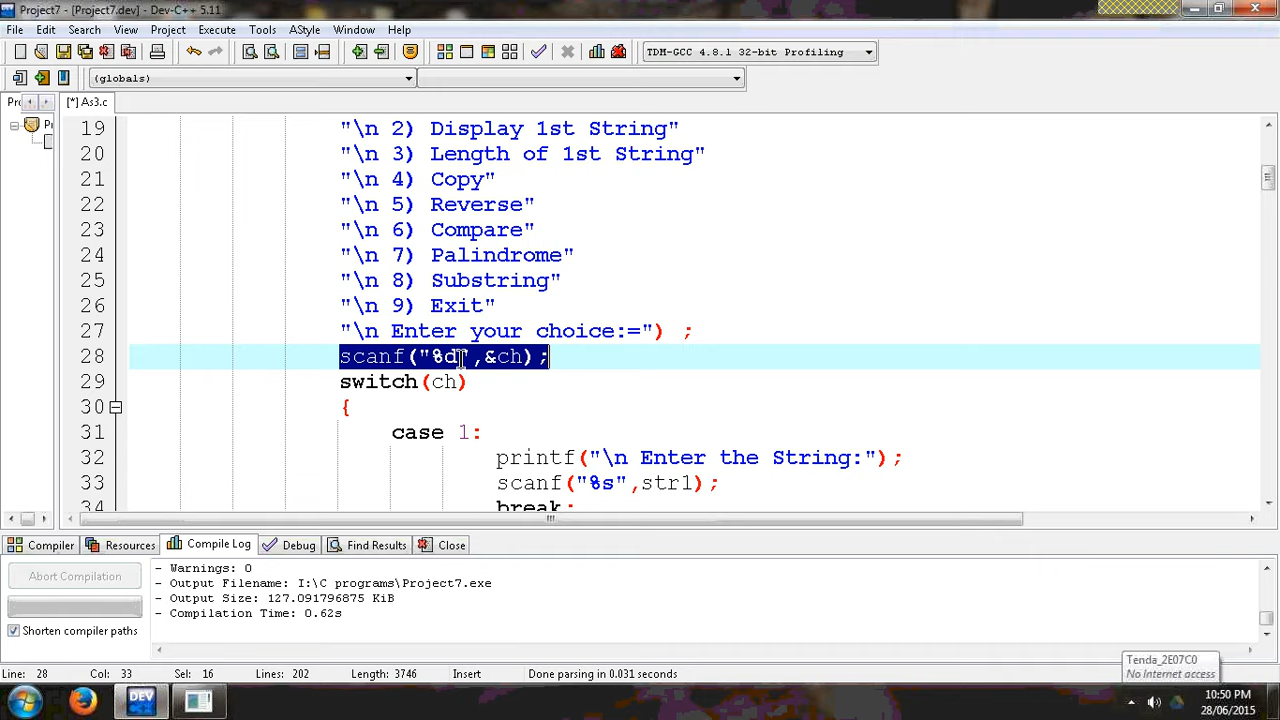 Project7 - [Project7.dev] - Dev-C++ 5.11
File Edit Search View Project Execute Tools AStyle Window Help
TDM-GCC 4.8.1 32-bit Profiling
(globals)
[*] As3.c
19 "\n 2) Display 1st String"
20 "\n 3) Length of 1st String"
21 "\n 4) Copy"
22 "\n 5) Reverse"
23 "\n 6) Compare"
24 "\n 7) Palindrome"
25 "\n 8) Substring"
26 "\n 9) Exit"
27 "\n Enter your choice:=") ;
28 scanf("%d",&ch);
29 switch(ch)
30 {
31 case 1:
32 printf("\n Enter the String:");
33 scanf("%s",str1);
34 break;
Compiler Resources Compile Log Debug Find Results Close
Abort Compilation
Shorten compiler paths
- Warnings: 0
- Output Filename: I:\C programs\Project7.exe
- Output Size: 127.091796875 KiB
- Compilation Time: 0.62s
Line: 28 Col: 33 Sel: 16 Lines: 202 Length: 3746 Insert Done parsing in 0.031 seconds
Tenda_2E07C0
No Internet access
DEV
10:50 PM
28/06/2015